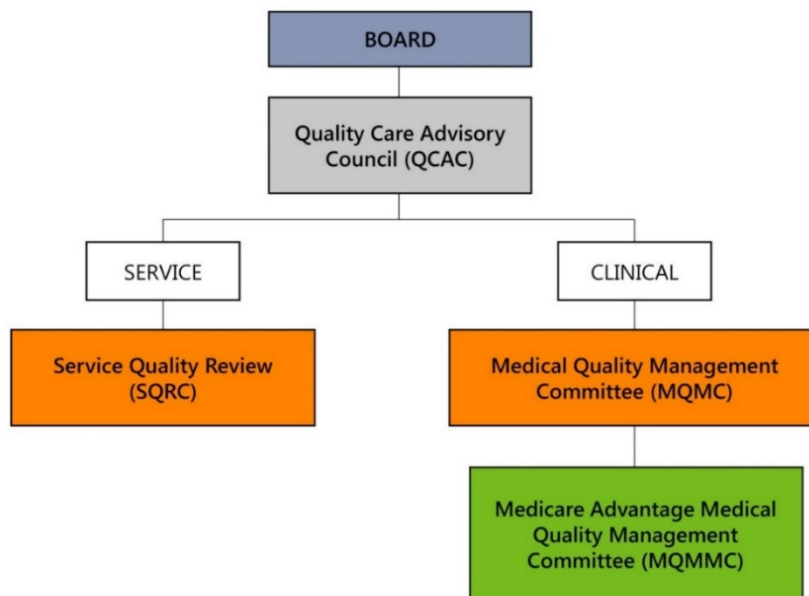 BOARD
Quality Care Advisory
Council (QCAC)
SERVICE
CLINICAL
Service Quality Review
(SQRC)
Medical Quality Management
Committee (MQMC)
Medicare Advantage Medical
Quality Management
Committee (MQMMC)